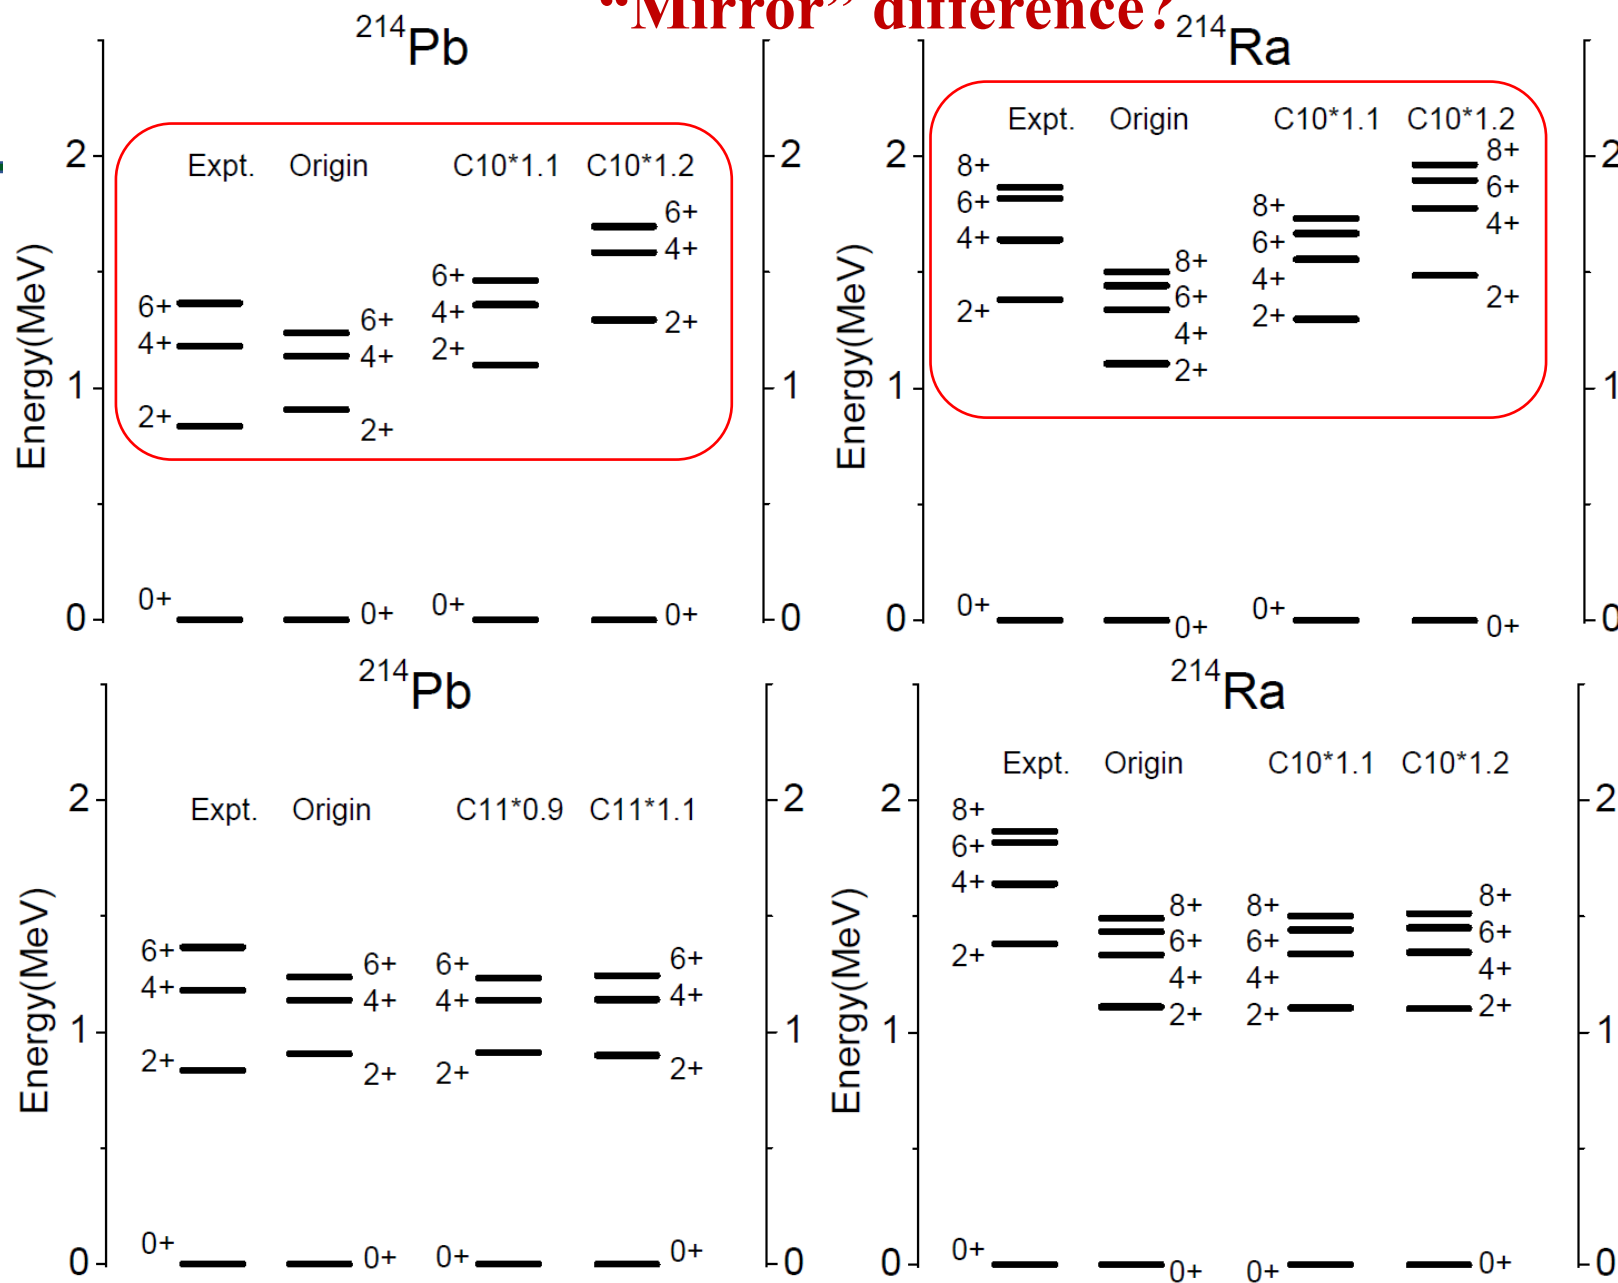 “Mirror” difference?
214Pb
Expt. Origin C10*1.1 C10*1.2
2 2
6+ 6+ 6+ 6+
4+ 4+ 4+ 4+
2+ 2+ 2+ 2+
1 1
0+ 0+ 0+ 0+
0 0
Energy(MeV)
214Ra
Expt. Origin C10*1.1 C10*1.2
2 2
8+ 8+ 8+ 8+
6+ 6+ 6+ 6+
4+ 4+ 4+ 4+
2+ 2+ 2+ 2+
1 1
0+ 0+ 0+ 0+
0 0
Energy(MeV)
214Pb
Expt. Origin C11*0.9 C11*1.1
2 2
6+ 6+ 6+ 6+
4+ 4+ 4+ 4+
2+ 2+ 2+ 2+
1 1
0+ 0+ 0+ 0+
0 0
Energy(MeV)
214Ra
Expt. Origin C10*1.1 C10*1.2
2 2
8+ 8+ 8+ 8+
6+ 6+ 6+ 6+
4+ 4+ 4+ 4+
2+ 2+ 2+ 2+
1 1
0+ 0+ 0+ 0+
0 0
Energy(MeV)